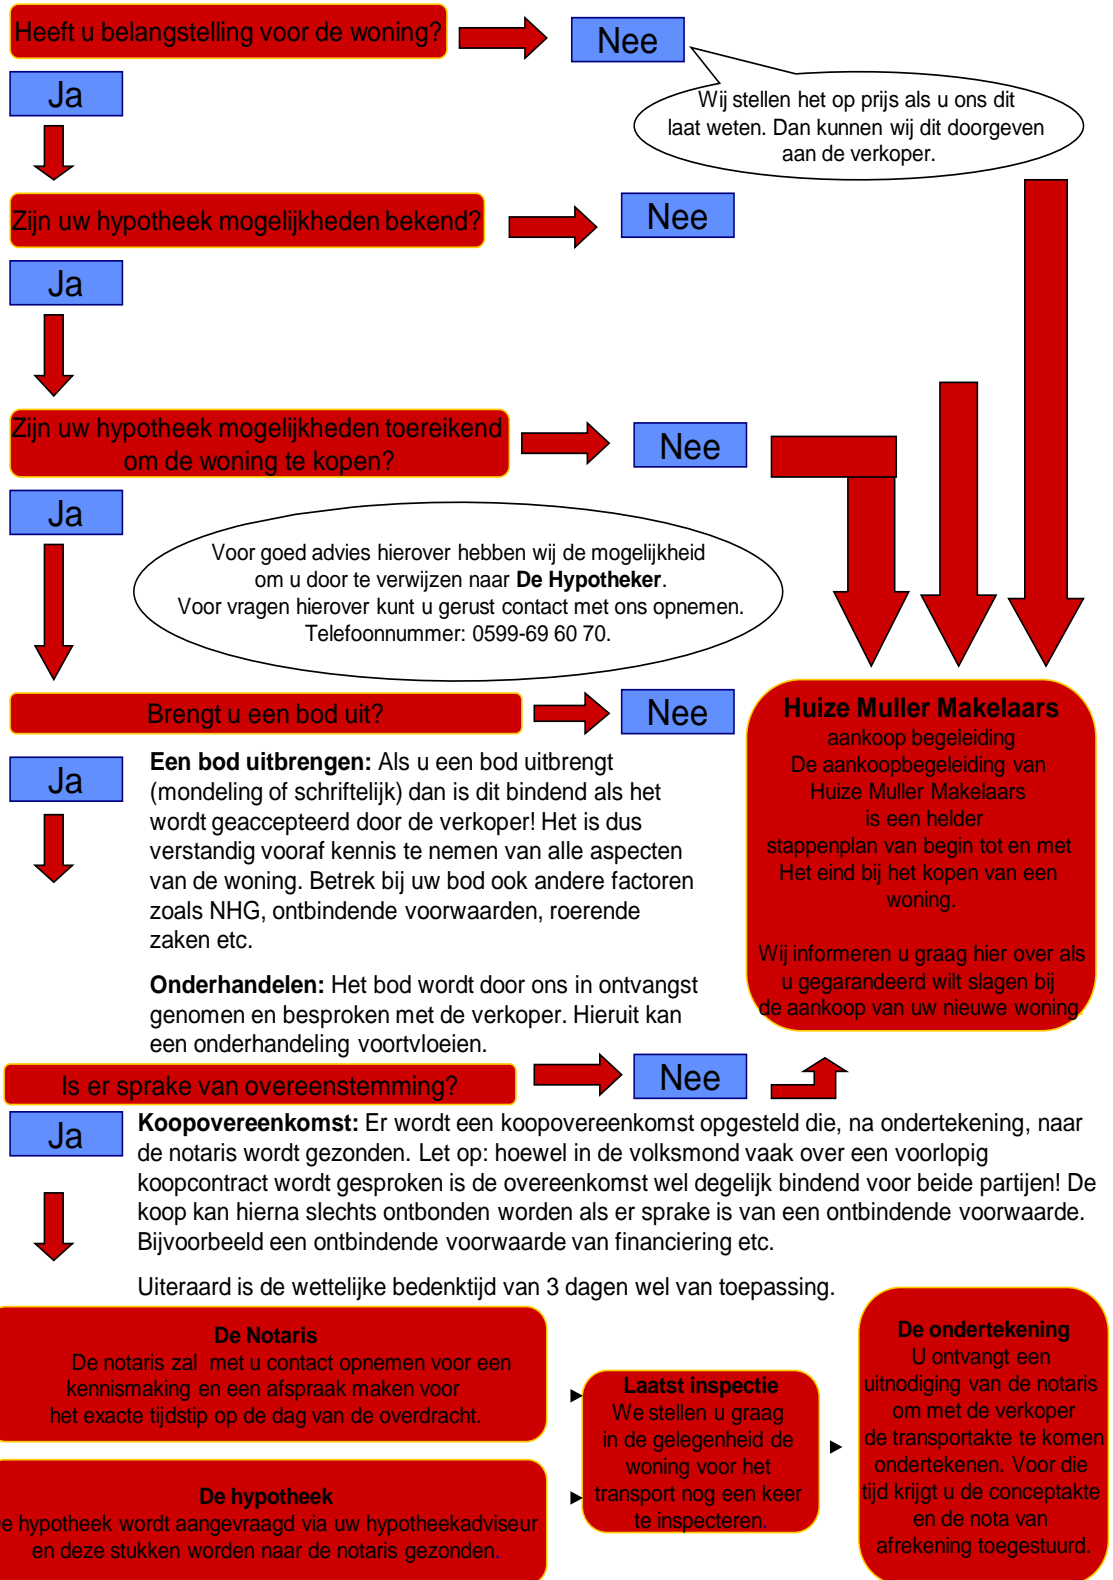 Heeft u belangstelling voor de woning?
Nee
Ja
Wij stellen het op prijs als u ons dit
laat weten. Dan kunnen wij dit doorgeven
aan de verkoper.
Zijn uw hypotheek mogelijkheden bekend?
Nee
Ja
Zijn uw hypotheek mogelijkheden toereikend
om de woning te kopen?
Nee
Ja
Voor goed advies hierover hebben wij de mogelijkheid
om u door te verwijzen naar De Hypotheker.
Voor vragen hierover kunt u gerust contact met ons opnemen.
Telefoonnummer: 0599-69 60 70.
Brengt u een bod uit?
Nee
Huize Muller Makelaars
aankoop begeleiding
De aankoopbegeleiding van
Huize Muller Makelaars
is een helder
stappenplan van begin tot en met
Het eind bij het kopen van een
woning.
Wij informeren u graag hier over als
u gegarandeerd wilt slagen bij
de aankoop van uw nieuwe woning.
Ja
Een bod uitbrengen: Als u een bod uitbrengt
(mondeling of schriftelijk) dan is dit bindend als het
wordt geaccepteerd door de verkoper! Het is dus
verstandig vooraf kennis te nemen van alle aspecten
van de woning. Betrek bij uw bod ook andere factoren
zoals NHG, ontbindende voorwaarden, roerende
zaken etc.
Onderhandelen: Het bod wordt door ons in ontvangst
genomen en besproken met de verkoper. Hieruit kan
een onderhandeling voortvloeien.
Is er sprake van overeenstemming?
Nee
Ja
Koopovereenkomst: Er wordt een koopovereenkomst opgesteld die, na ondertekening, naar
de notaris wordt gezonden. Let op: hoewel in de volksmond vaak over een voorlopig
koopcontract wordt gesproken is de overeenkomst wel degelijk bindend voor beide partijen! De
koop kan hierna slechts ontbonden worden als er sprake is van een ontbindende voorwaarde.
Bijvoorbeeld een ontbindende voorwaarde van financiering etc.
Uiteraard is de wettelijke bedenktijd van 3 dagen wel van toepassing.
De Notaris
De notaris zal met u contact opnemen voor een
kennismaking en een afspraak maken voor
het exacte tijdstip op de dag van de overdracht.
De hypotheek
De hypotheek wordt aangevraagd via uw hypotheekadviseur
en deze stukken worden naar de notaris gezonden.
Laatst inspectie
We stellen u graag
in de gelegenheid de
woning voor het
transport nog een keer
te inspecteren.
De ondertekening
U ontvangt een
uitnodiging van de notaris
om met de verkoper
de transportakte te komen
ondertekenen. Voor die
tijd krijgt u de conceptakte
en de nota van
afrekening toegestuurd.